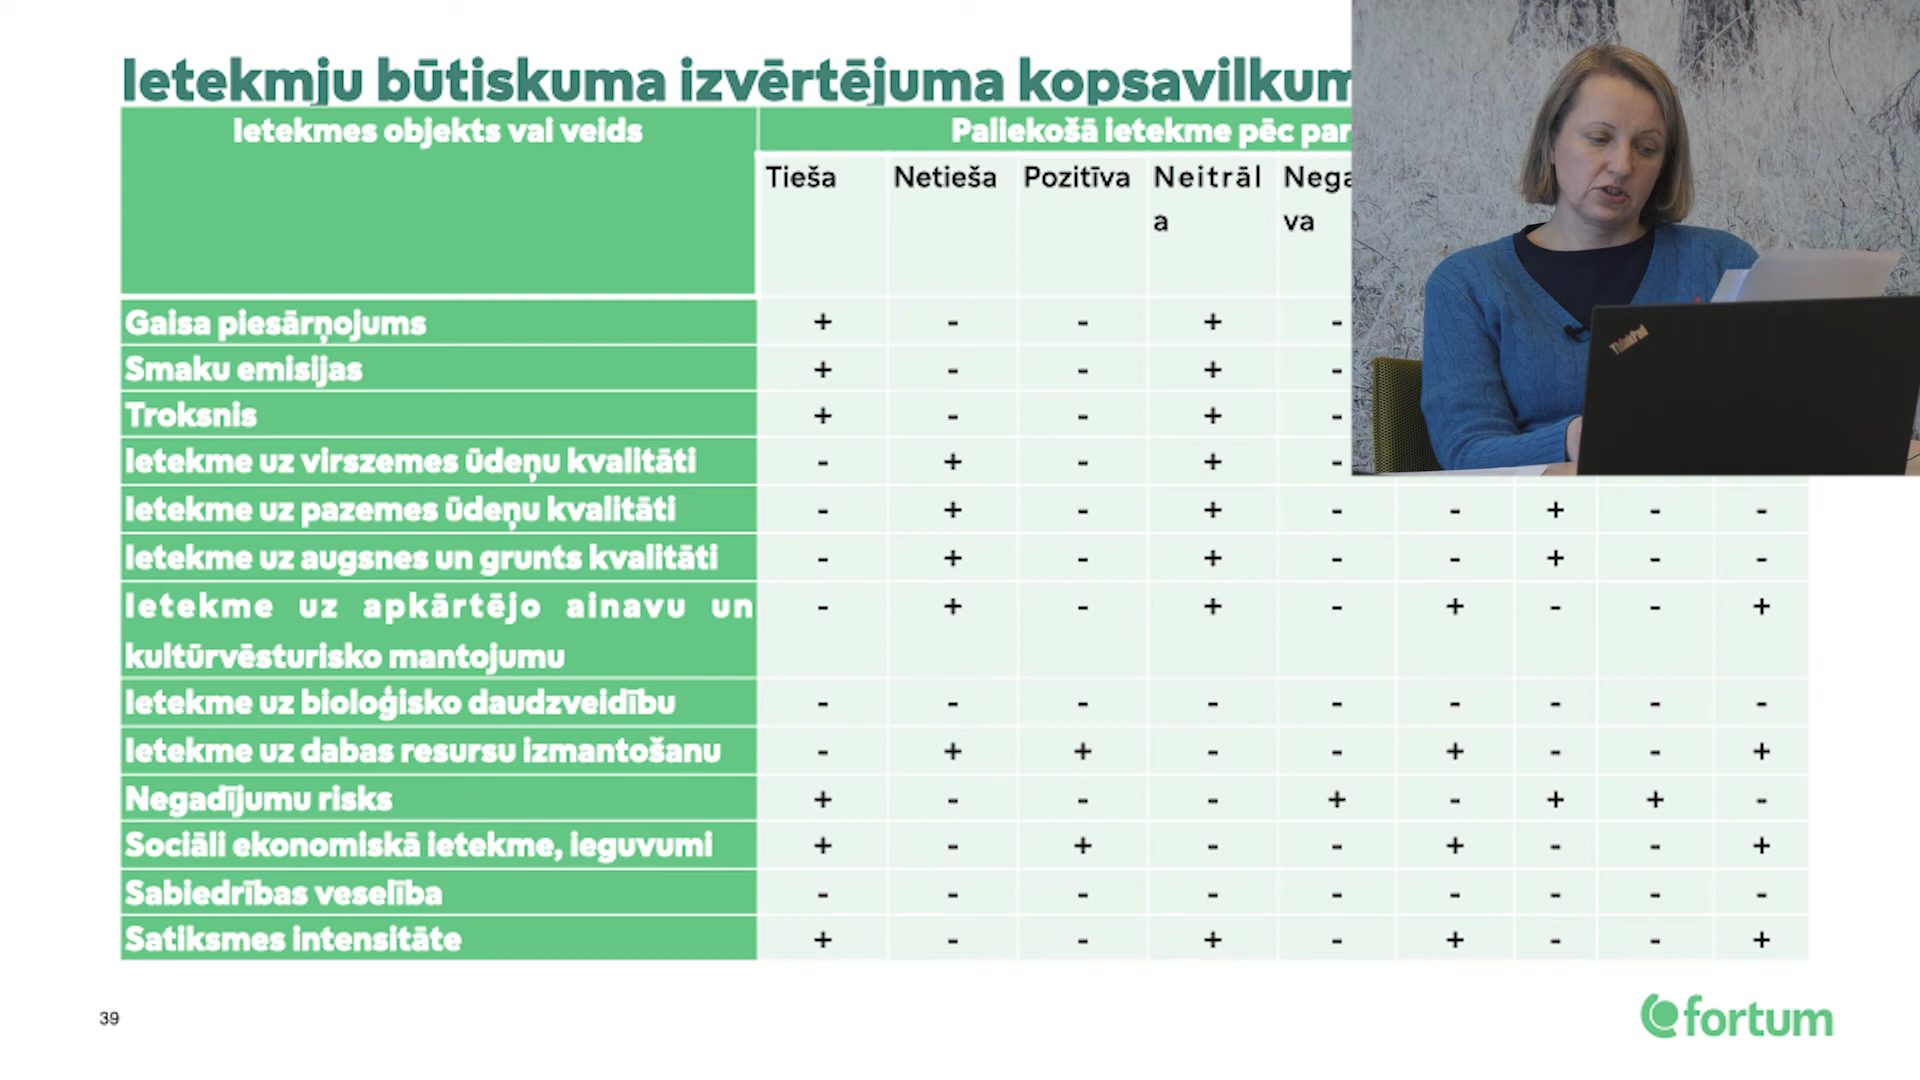 Ietekmju būtiskuma izvērtējuma
Ietekmes objekts vai veids Paliekošā ietekme pēc
Tieša Netieša Pozitīva Neitrāl
a va
Gaisa piesārņojums + - - + -
Smaku emisijas + - - + -
Troksnis + - - + -
Ietekme uz virszemes ūdeņu kvalitāti - + - + -
Ietekme uz pazemes ūdeņu kvalitāti - + - + - - + - -
Ietekme uz augsnes un grunts kvalitāti - + - + - - + - -
Ietekme uz apkārtējo ainavu un - + - + - + - - +
kultūrvēsturisko mantojumu
Ietekme uz bioloģisko daudzveidību - - - - - - - - -
Ietekme uz dabas resursu izmantošanu - + + - - + - - +
Negadījumu risks + - - - + - + + -
Sociāli ekonomiskā ietekme, ieguvumi + - + - - + - - +
Sabiedrības veselība - - - - - - - - -
Satiksmes intensitāte + - - + - + - - +
39
fortum
ThinkPad